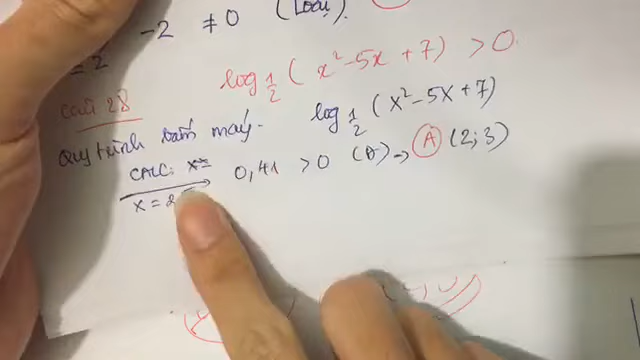 -2 ≠ 0 (Loại).
= 2
log 1/2 (x² - 5x + 7) > 0.
Câu 28
Quy trình bấm máy. log 1/2 (x² - 5x + 7)
CALC: x = 0,41 > 0 (Đ) → A (2;3)
x = 2